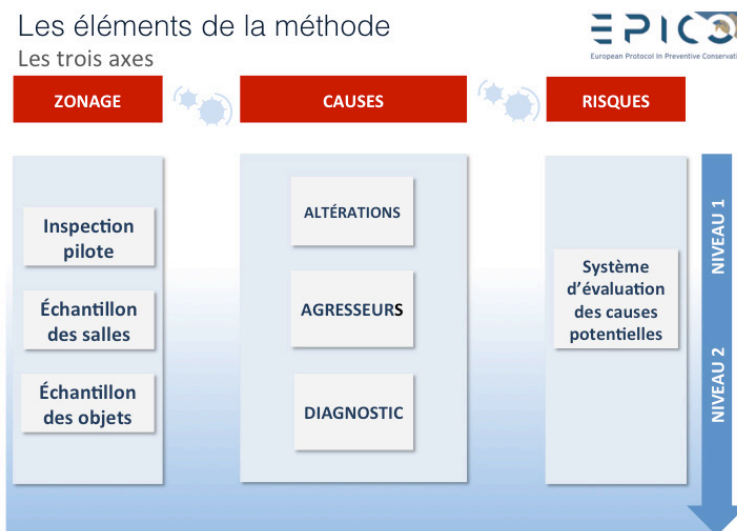 Les éléments de la méthode
Les trois axes
EPICO
European Protocol In Preventive Conservati
ZONAGE
CAUSES
RISQUES
Inspection
pilote
Échantillon
des salles
Échantillon
des objets
ALTÉRATIONS
AGRESSEURS
DIAGNOSTIC
Système
d'évaluation
des causes
potentielles
NIVEAU 1
NIVEAU 2